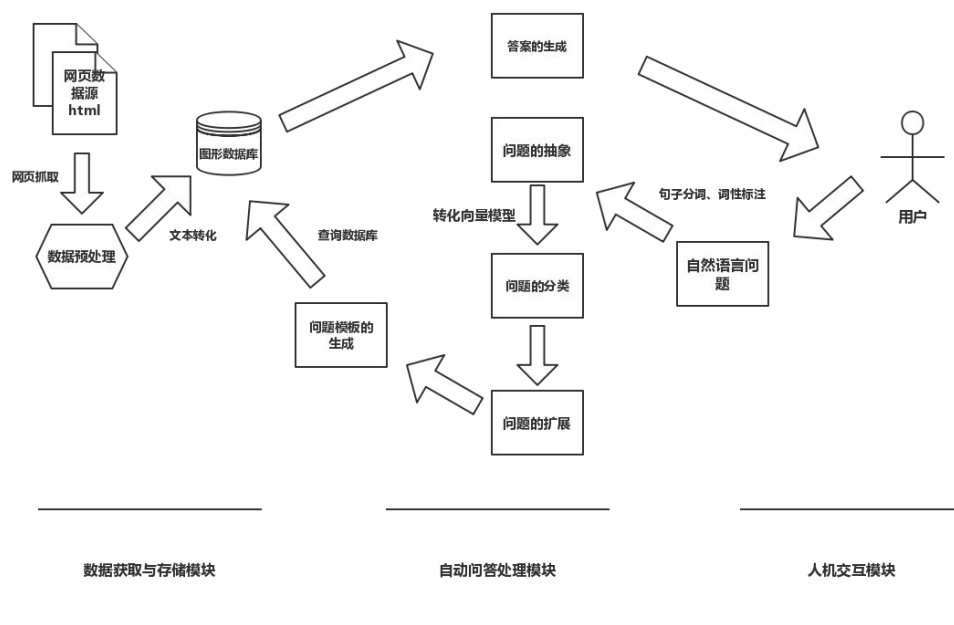 答案的生成
网页数
据源
html
图形数据库
问题的抽象
网页抓取
句子分词、词性标注
转化向量模型
用户
文本转化
查询数据库
数据预处理
自然语言问
题
问题的分类
问题模板的
生成
问题的扩展
数据获取与存储模块
自动问答处理模块
人机交互模块